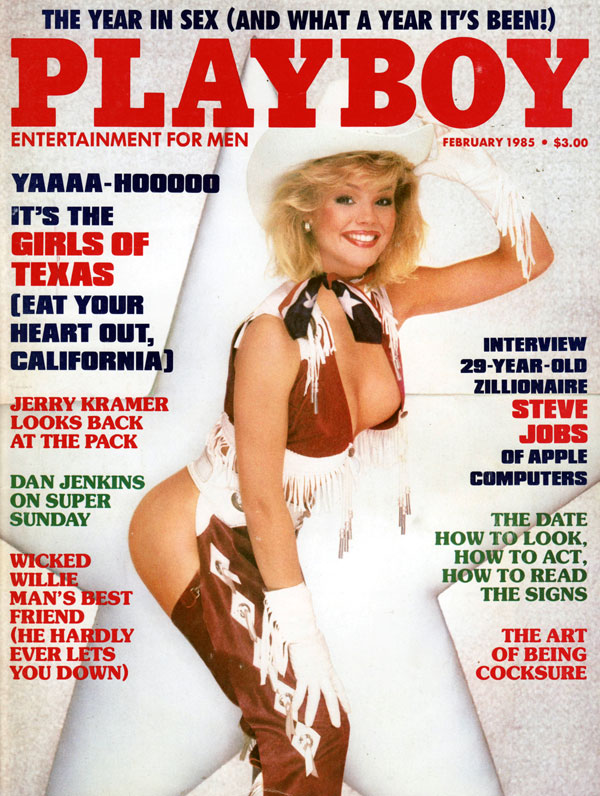 THE YEAR IN SEX (AND WHAT A YEAR IT'S BEEN!)
PLAYBOY
ENTERTAINMENT FOR MEN
FEBRUARY 1985 • $3.00
YAAAA-HOOOOO
IT'S THE
GIRLS OF
TEXAS
(EAT YOUR
HEART OUT,
CALIFORNIA)
JERRY KRAMER
LOOKS BACK
AT THE PACK
DAN JENKINS
ON SUPER
SUNDAY
WICKED
WILLIE
MAN'S BEST
FRIEND
(HE HARDLY
EVER LETS
YOU DOWN)
INTERVIEW
29-YEAR-OLD
ZILLIONAIRE
STEVE
JOBS
OF APPLE
COMPUTERS
THE DATE
HOW TO LOOK,
HOW TO ACT,
HOW TO READ
THE SIGNS
THE ART
OF BEING
COCKSURE